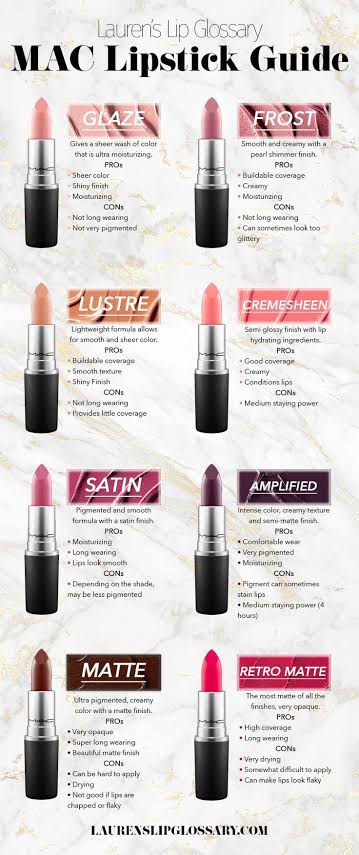 Lauren's Lip Glossary
MAC Lipstick Guide
GLAZE
Gives a sheer wash of color
that is ultra moisturizing.
PROs
• Sheer color
• Shiny finish
• Moisturizing
CONs
• Not long wearing
• Not very pigmented
FROST
Smooth and creamy with a
pearl shimmer finish.
PROs
• Buildable coverage
• Creamy
• Moisturizing
CONs
• Not long wearing
• Can sometimes look too
glittery
LUSTRE
Lightweight formula allows
for smooth and sheer color.
PROs
• Buildable coverage
• Smooth texture
• Shiny Finish
CONs
• Not long wearing
• Provides little coverage
CREMESHEEN
Semi glossy finish with lip
hydrating ingredients.
PROs
• Good coverage
• Creamy
• Conditions lips
CONs
• Medium staying power
SATIN
Pigmented and smooth
formula with a satin finish.
PROs
• Moisturizing
• Long wearing
• Lips look smooth
CONs
• Depending on the shade,
may be less pigmented
AMPLIFIED
Intense color, creamy texture
and semi-matte finish.
PROs
• Comfortable wear
• Very pigmented
• Moisturizing
CONs
• Pigment can sometimes
stain lips
• Medium staying power (4
hours)
MATTE
Ultra pigmented, creamy
color with a matte finish.
PROs
• Very opaque
• Super long wearing
• Beautiful matte finish
CONs
• Can be hard to apply
• Drying
• Not good if lips are
chapped or flaky
RETRO MATTE
The most matte of all the
finishes, very opaque.
PROs
• High coverage
• Long wearing
CONs
• Very drying
• Somewhat difficult to apply
• Can make lips look flaky
LAURENSLIPGLOSSARY.COM